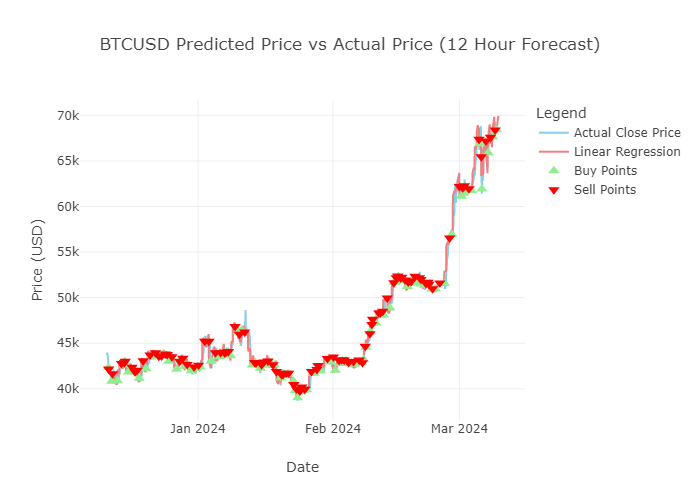 BTCUSD Predicted Price vs Actual Price (12 Hour Forecast)
Legend
Actual Close Price
Linear Regression
Buy Points
Sell Points
Price (USD)
70k
65k
60k
55k
50k
45k
40k
Jan 2024
Feb 2024
Mar 2024
Date